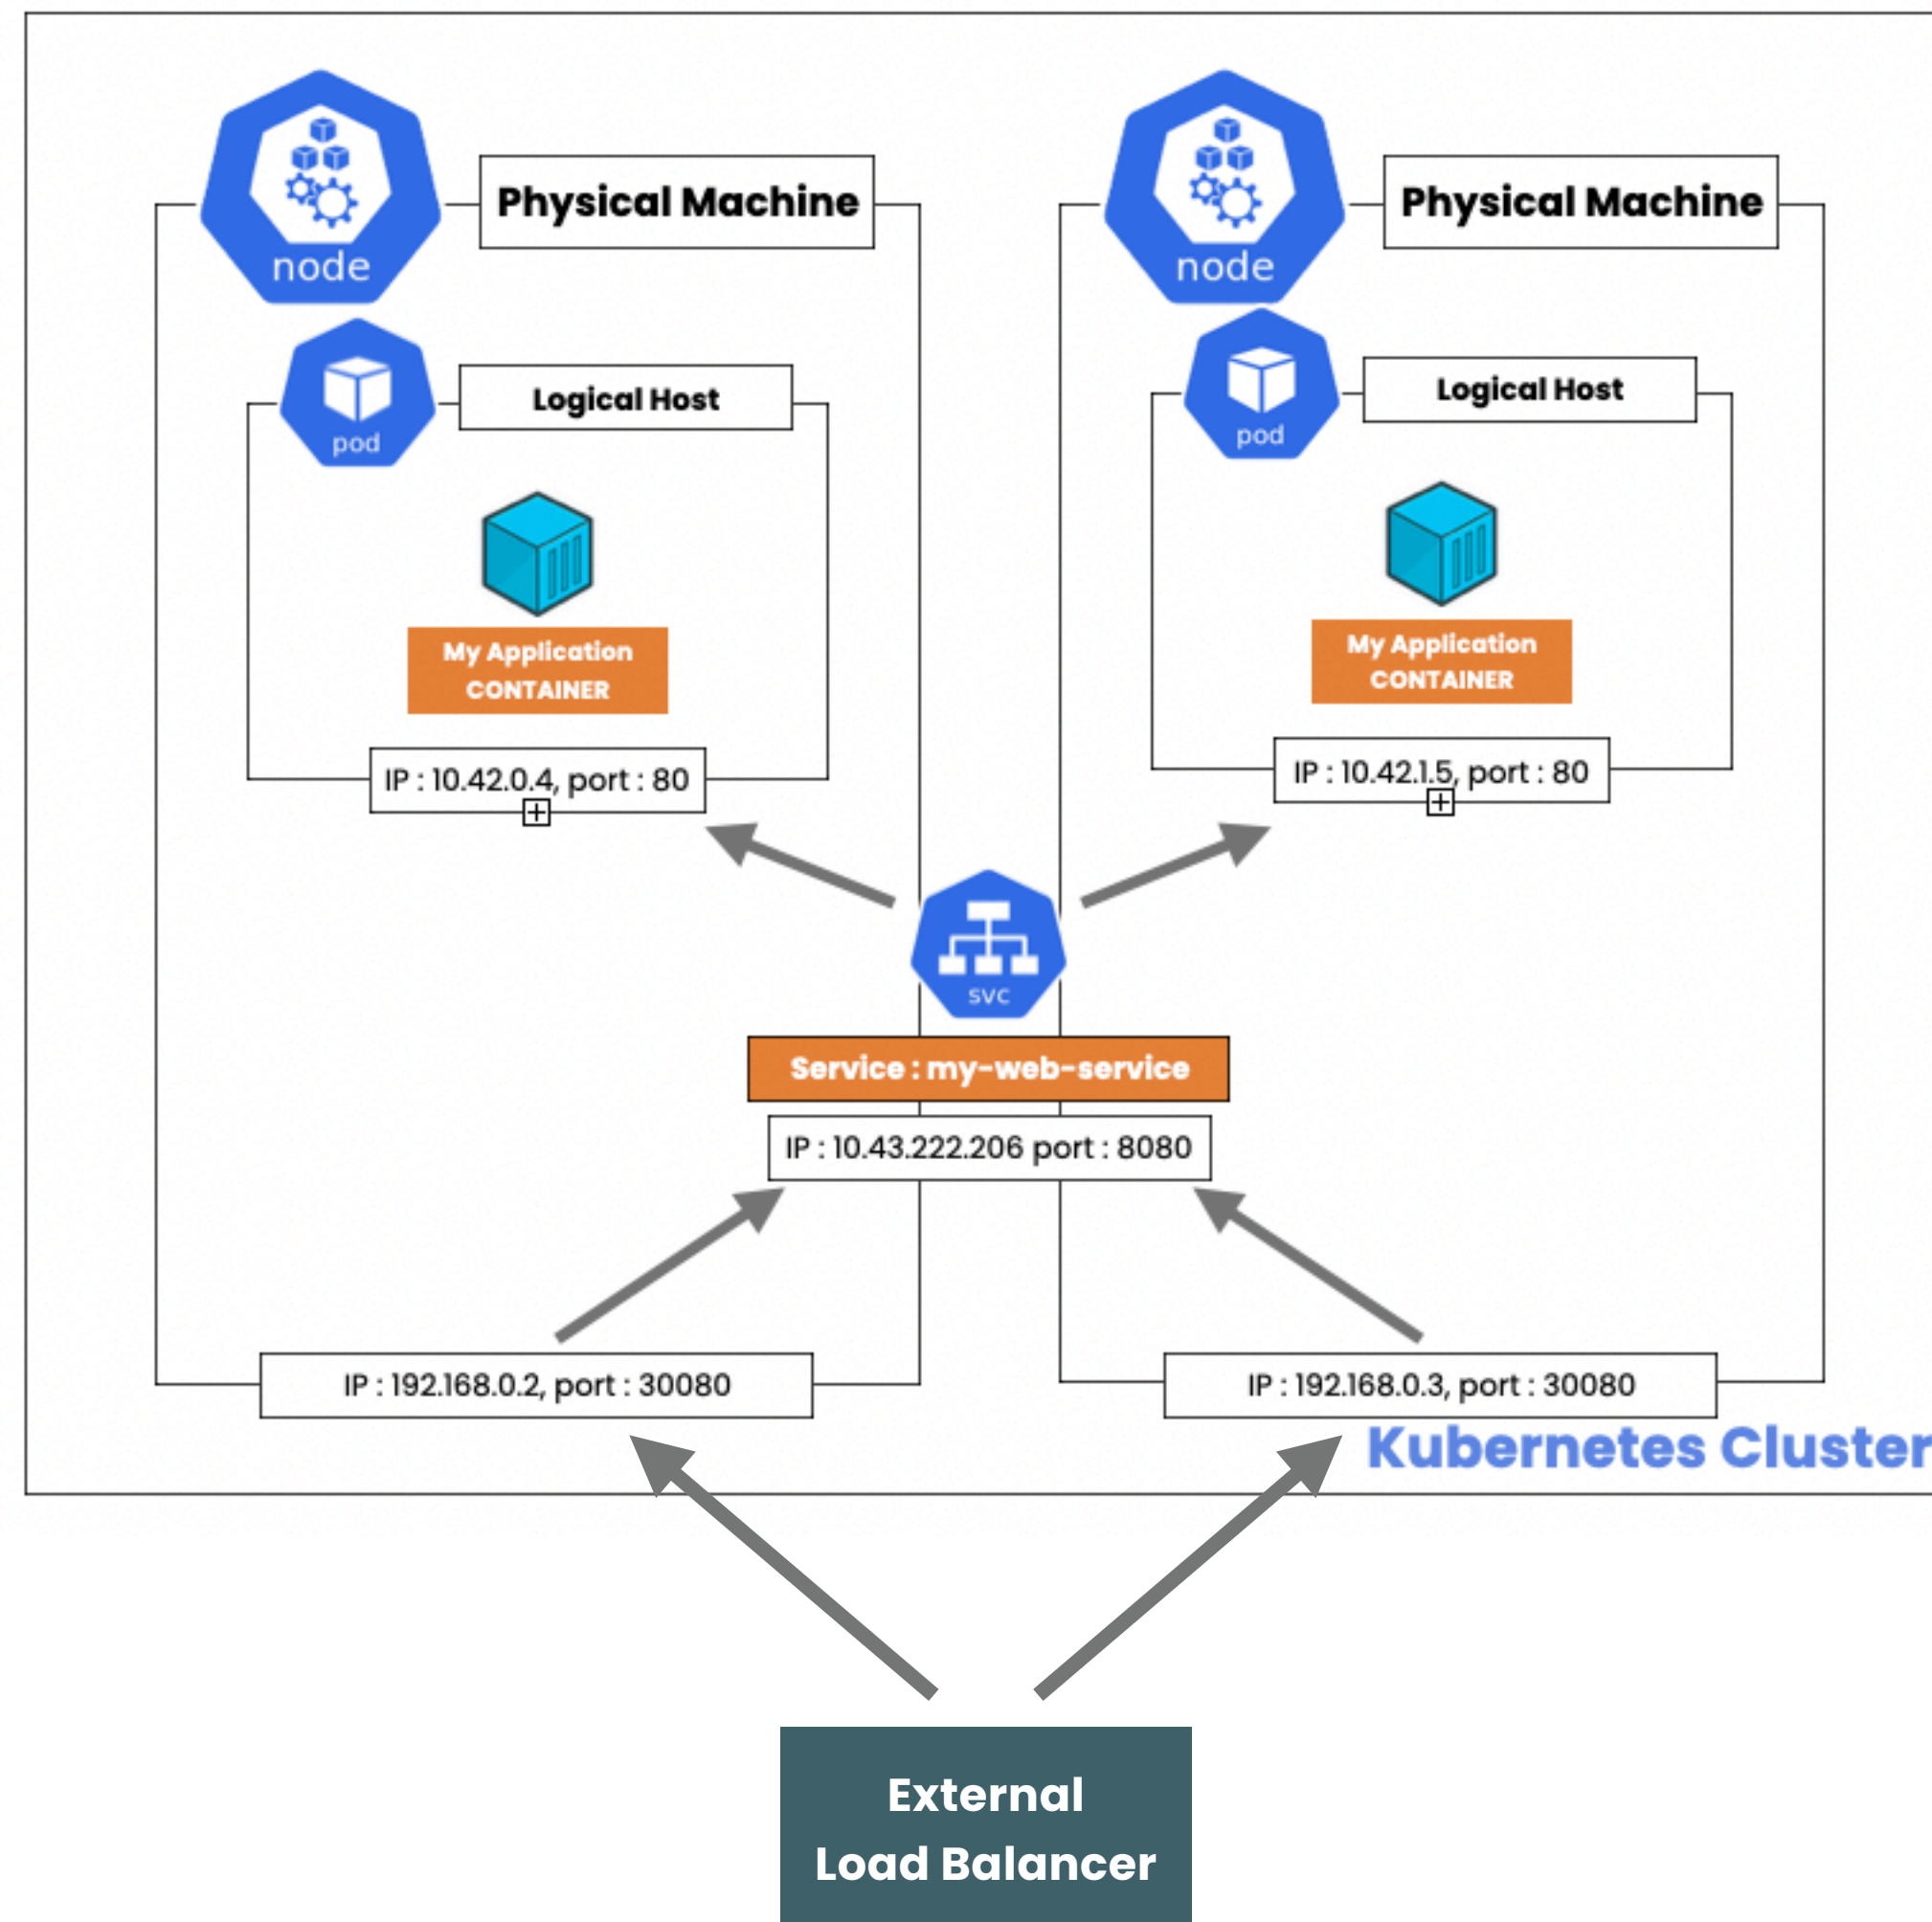 node
Physical Machine
node
Physical Machine
pod
Logical Host
pod
Logical Host
My Application
CONTAINER
My Application
CONTAINER
IP : 10.42.0.4, port : 80
IP : 10.42.1.5, port : 80
svc
Service : my-web-service
IP : 10.43.222.206 port : 8080
IP : 192.168.0.2, port : 30080
IP : 192.168.0.3, port : 30080
Kubernetes Cluster
External
Load Balancer